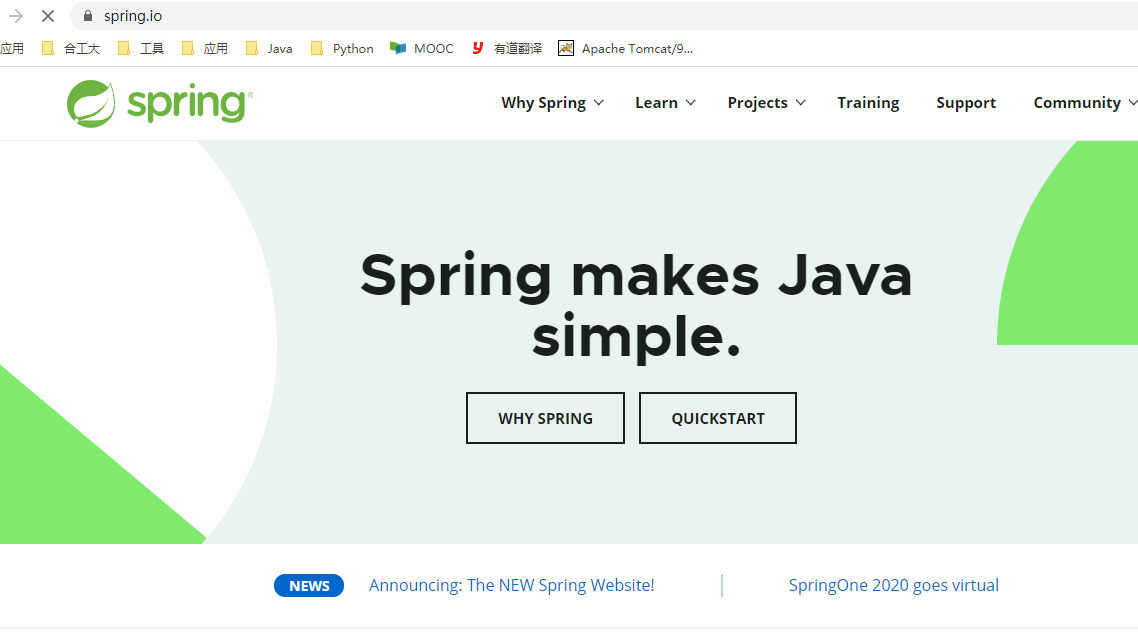 spring.io
应用 合工大 工具 应用 Java Python MOOC 有道翻译 Apache Tomcat/9...
spring®
Why Spring Learn Projects Training Support Community
Spring makes Java
simple.
WHY SPRING QUICKSTART
NEWS Announcing: The NEW Spring Website! SpringOne 2020 goes virtual